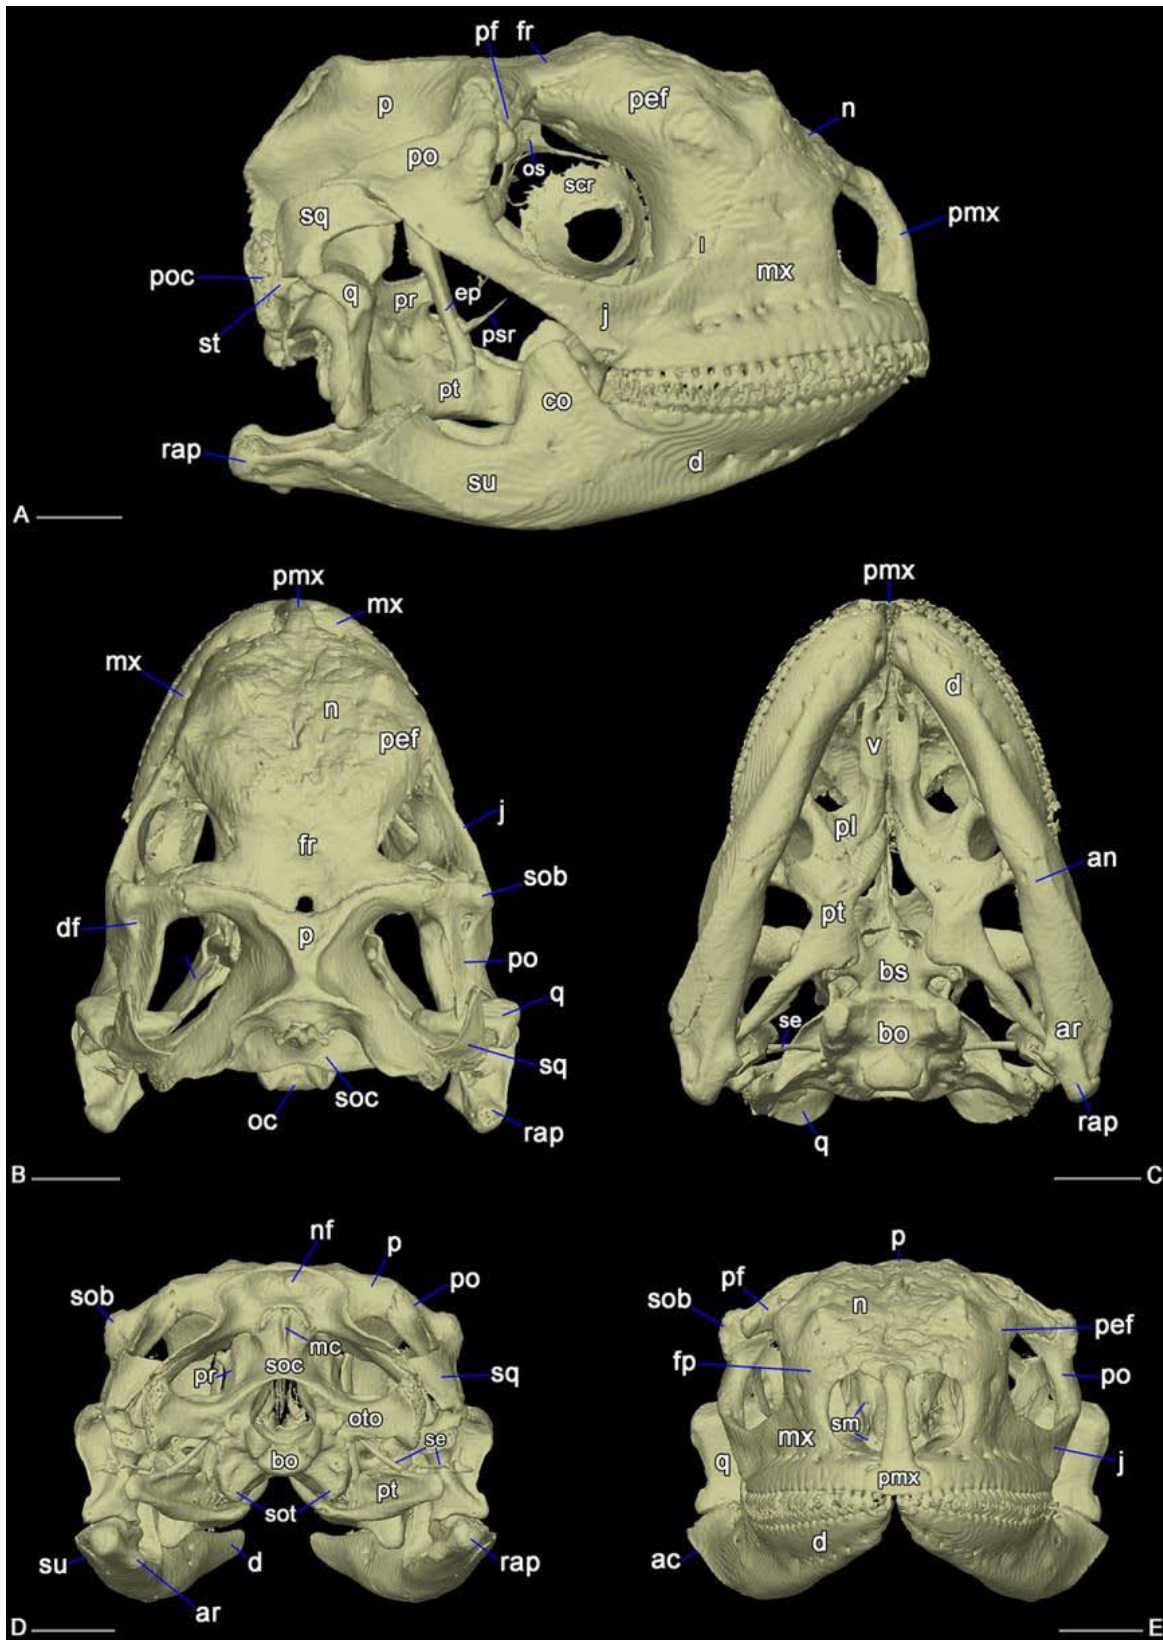 pf fr
p
pef
n
po
os
scr
sq
pmx
l
mx
poc
q
pr
ep
j
st
psr
pt
co
rap
d
su
A
pmx
mx
mx
n
pef
j
fr
sob
df
p
po
q
sq
soc
oc
rap
B
pmx
d
v
pl
an
pt
bs
se
bo
ar
rap
q
C
nf
p
po
sob
mc
soc
pr
sq
oto
se
bo
pt
sot
su
d
rap
ar
D
p
pf
n
sob
pef
fp
po
sm
mx
q
j
pmx
d
ac
E